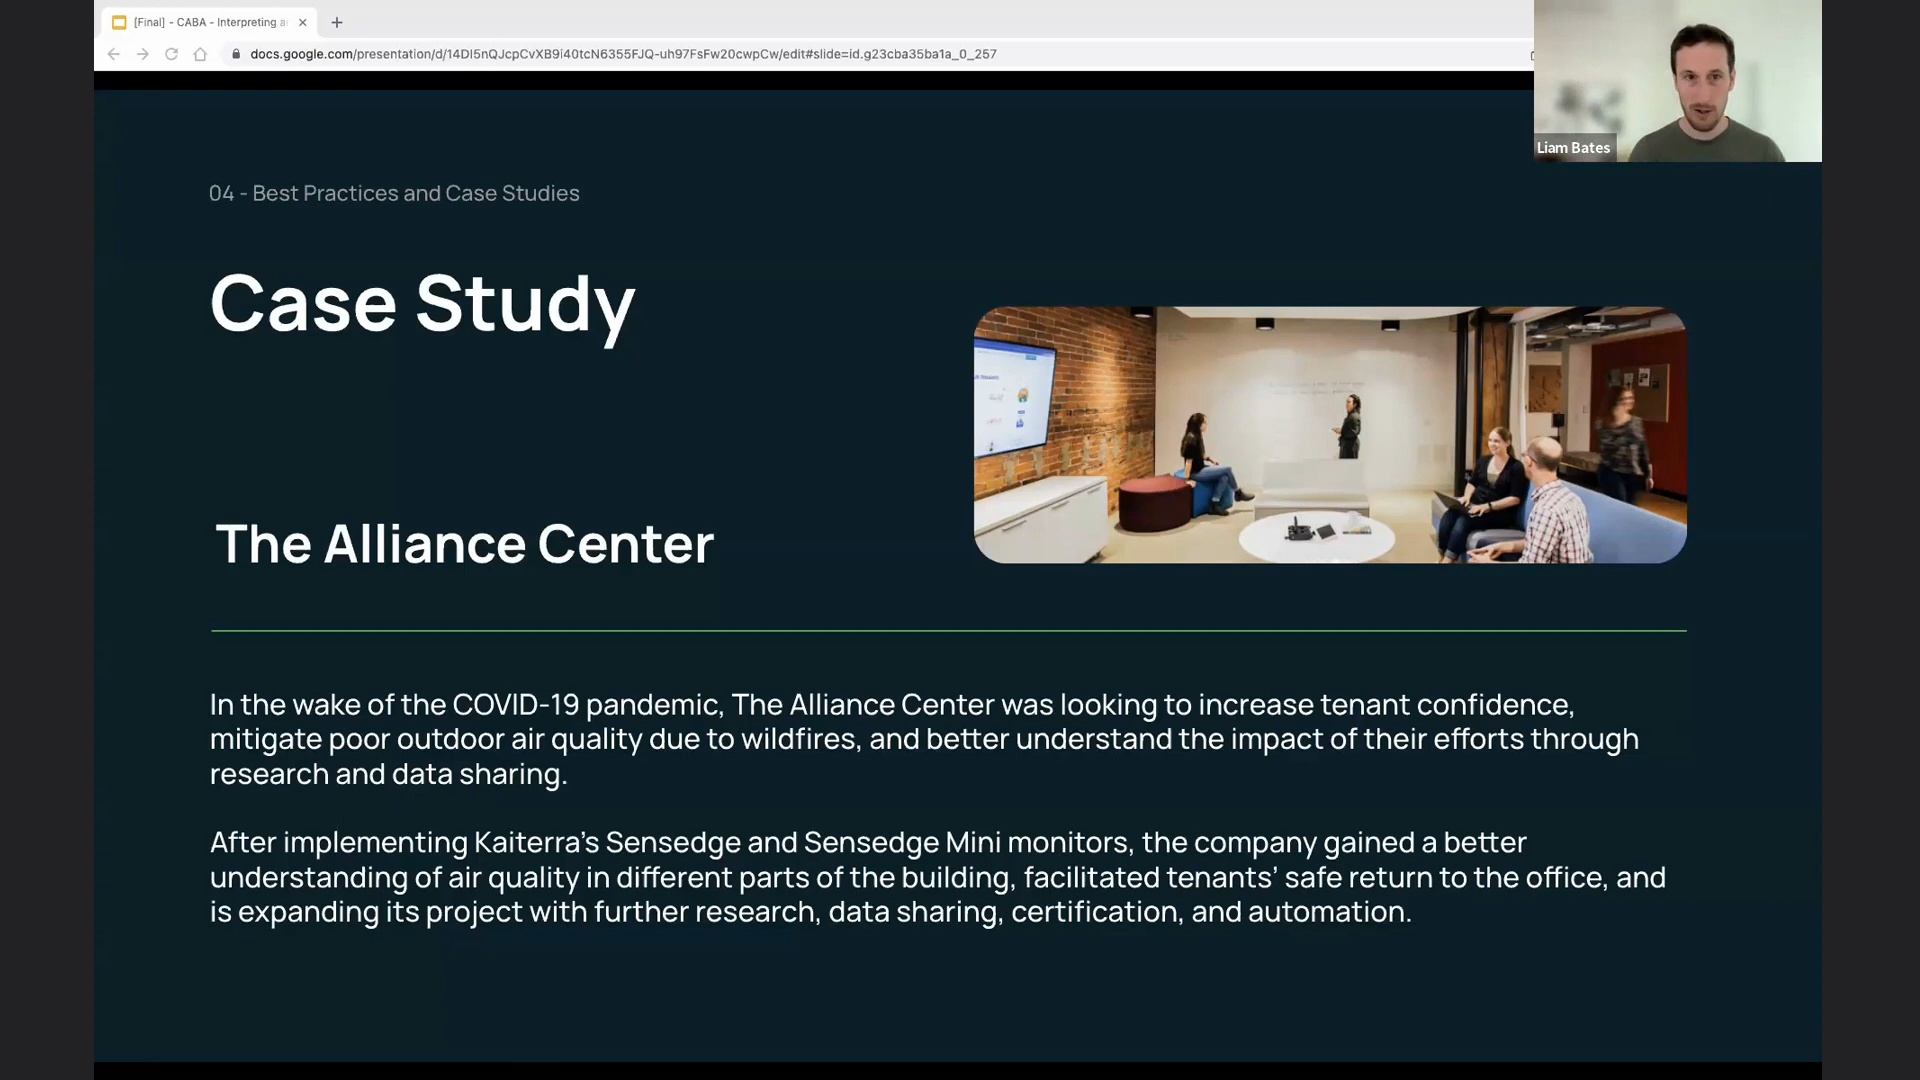 [Final] - CABA - Interpreting a
docs.google.com/presentation/d/14DI5nQJcpCvXB9i40tcN6355FJQ-uh97FsFw20cwpCw/edit#slide=id.g23cba35ba1a_0_257
Liam Bates
04 - Best Practices and Case Studies
Case Study
The Alliance Center
In the wake of the COVID-19 pandemic, The Alliance Center was looking to increase tenant confidence,
mitigate poor outdoor air quality due to wildfires, and better understand the impact of their efforts through
research and data sharing.
After implementing Kaiterra’s Sensedge and Sensedge Mini monitors, the company gained a better
understanding of air quality in different parts of the building, facilitated tenants’ safe return to the office, and
is expanding its project with further research, data sharing, certification, and automation.